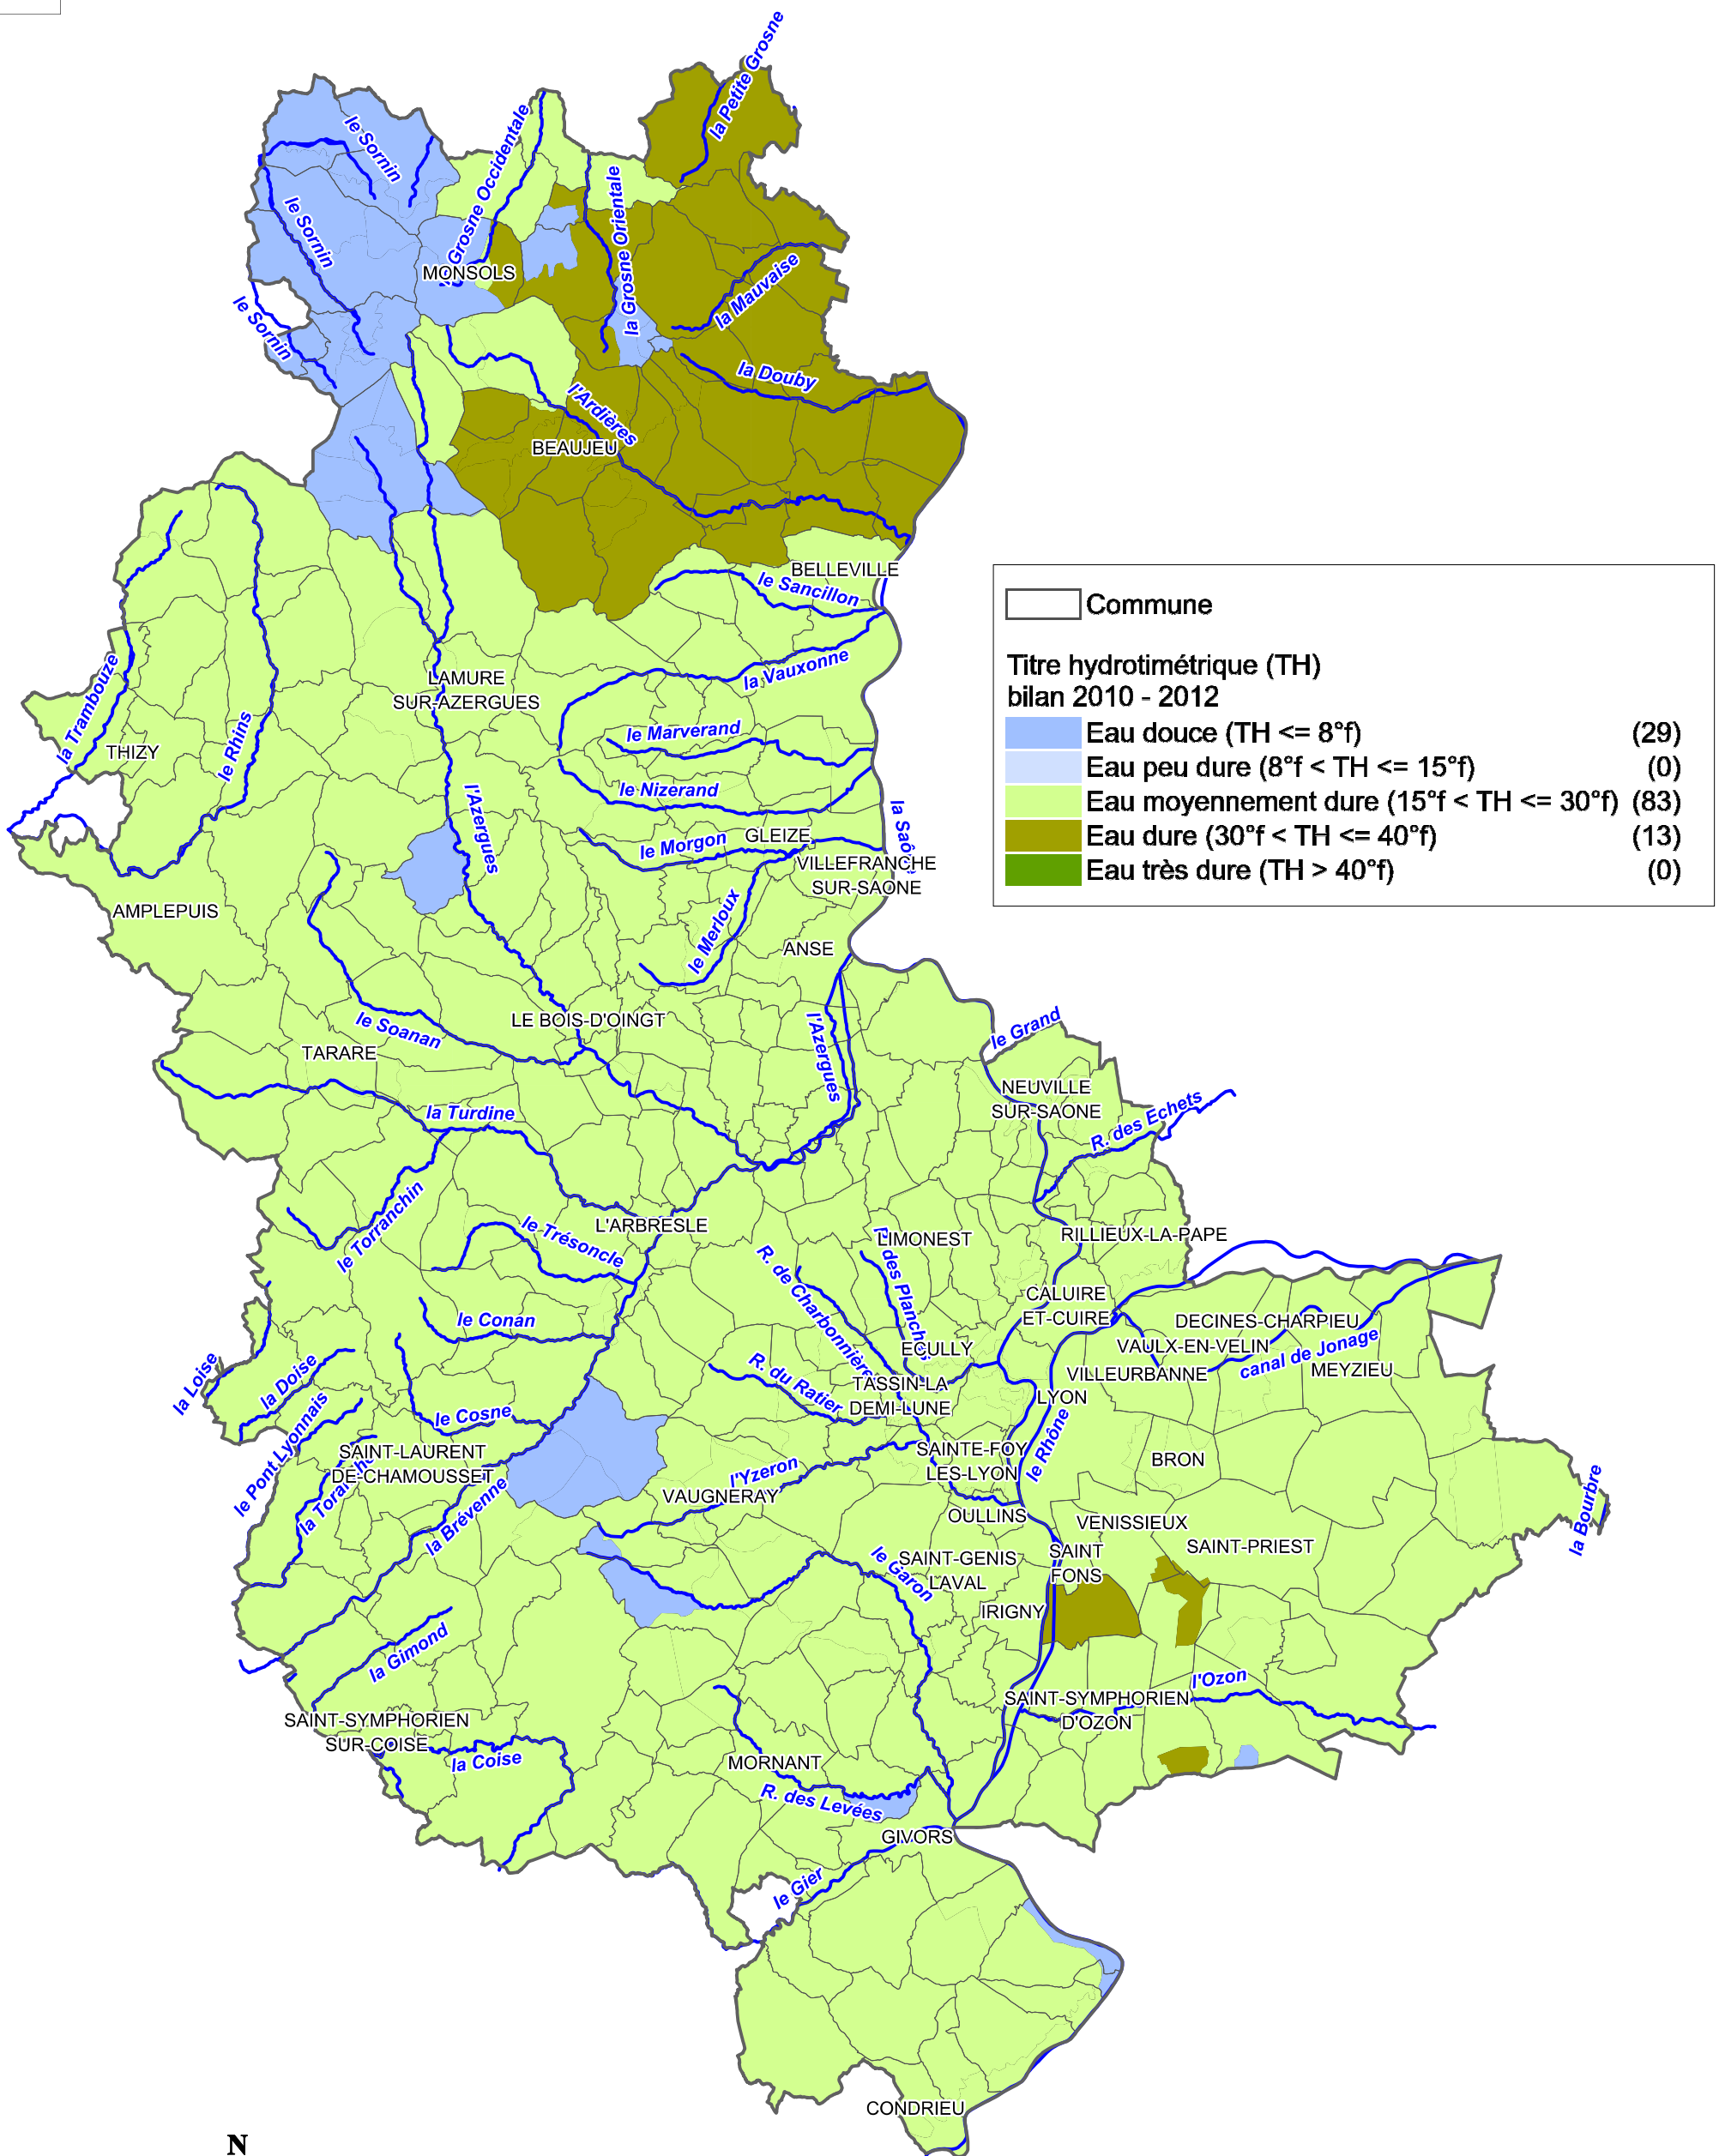 la Petite Grosne
le Sornin
Grosne Occidentale
le Sornin
la Grosne Orientale
MONSOLS
la Mauvaise
le Sornin
la Douby
l'Ardières
BEAUJEU
BELLEVILLE
le Sancillon
Commune
Titre hydrotimétrique (TH)
bilan 2010 - 2012
Eau douce (TH <= 8°f) (29)
Eau peu dure (8°f < TH <= 15°f) (0)
Eau moyennement dure (15°f < TH <= 30°f) (83)
Eau dure (30°f < TH <= 40°f) (13)
Eau très dure (TH > 40°f) (0)
la Trambouze
LAMURE
SUR-AZERGUES
la Vauxonne
THIZY
le Rhins
le Marverand
le Nizerand
l'Azergues
le Morgon
GLEIZE
VILLEFRANCHE
SUR-SAONE
AMPLEPUIS
le Merloux
ANSE
le Soanan
LE BOIS-D'OINGT
l'Azergues
le Grand
TARARE
NEUVILLE
SUR-SAONE
la Turdine
R. des Echets
le Torranchin
L'ARBRESLE
le Trésoncle
LIMONEST
RILLIEUX-LA-PAPE
R. de Charbonnière
des Planches
CALUIRE
ET-CUIRE
le Conan
DECINES-CHARPIEU
VAULX-EN-VELIN
canal de Jonage
ECULLY
la Loise
la Doise
R. du Ratier
TASSIN-LA
DEMI-LUNE
VILLEURBANNE
MEYZIEU
LYON
le Cosne
le Pont Lyonnais
SAINT-LAURENT
DE-CHAMOUSSET
le Rhône
SAINTE-FOY
LES-LYON
BRON
l'Yzeron
VAUGNERAY
la Brévenne
OULLINS
VENISSIEUX
la Bourbre
SAINT-PRIEST
SAINT
FONS
le Garon
SAINT-GENIS
LAVAL
IRIGNY
la Gimond
l'Ozon
SAINT-SYMPHORIEN
D'OZON
SAINT-SYMPHORIEN
SUR-COISE
la Coise
MORNANT
R. des Levées
GIVORS
le Gier
CONDRIEU
N